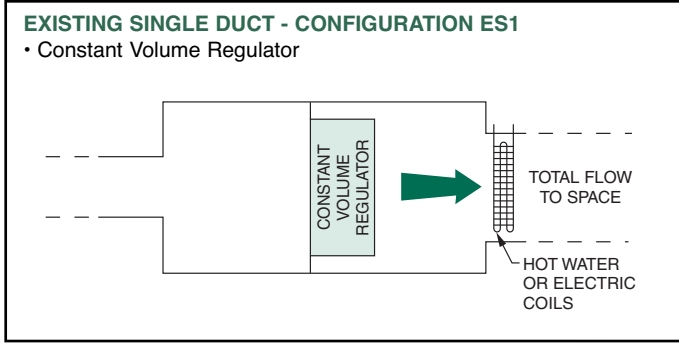 EXISTING SINGLE DUCT - CONFIGURATION ES1
• Constant Volume Regulator
CONSTANT
VOLUME
REGULATOR
TOTAL FLOW
TO SPACE
HOT WATER
OR ELECTRIC
COILS